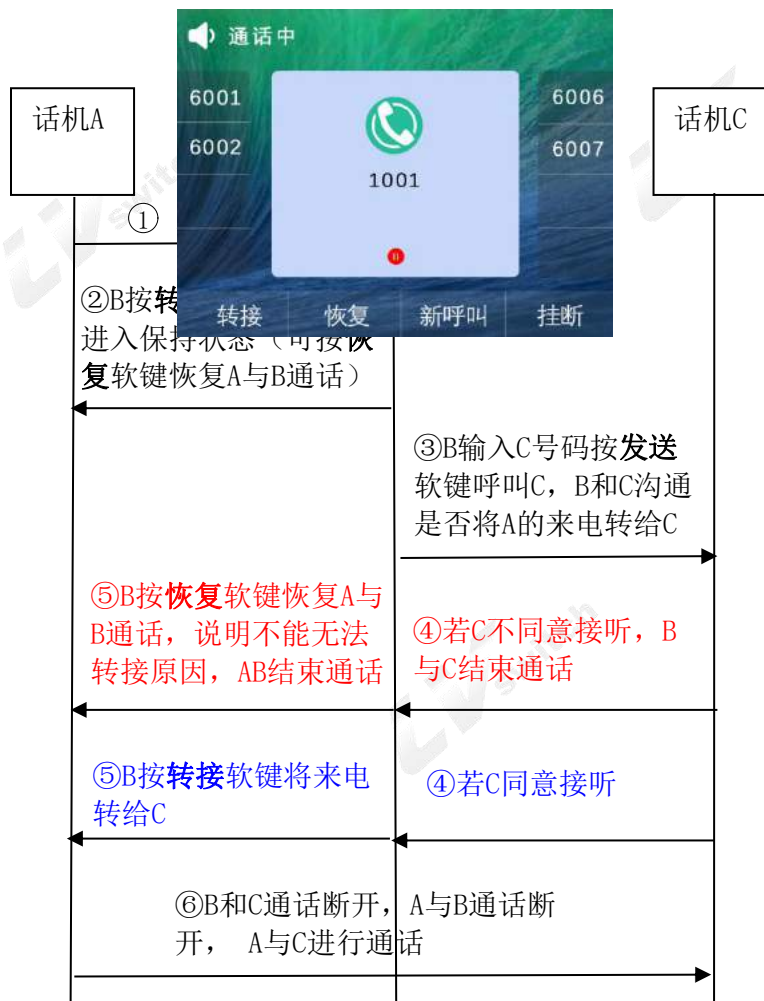 通话中
6001
6002
1001
6006
6007
转接 恢复 新呼叫 挂断
话机A
话机C
①
②B按转
进入保持状态（可按恢
复软键恢复A与B通话）
③B输入C号码按发送
软键呼叫C，B和C沟通
是否将A的来电转给C
⑤B按恢复软键恢复A与
B通话，说明不能无法
转接原因，AB结束通话
④若C不同意接听，B
与C结束通话
⑤B按转接软键将来电
转给C
④若C同意接听
⑥B和C通话断开，A与B通话断
开， A与C进行通话